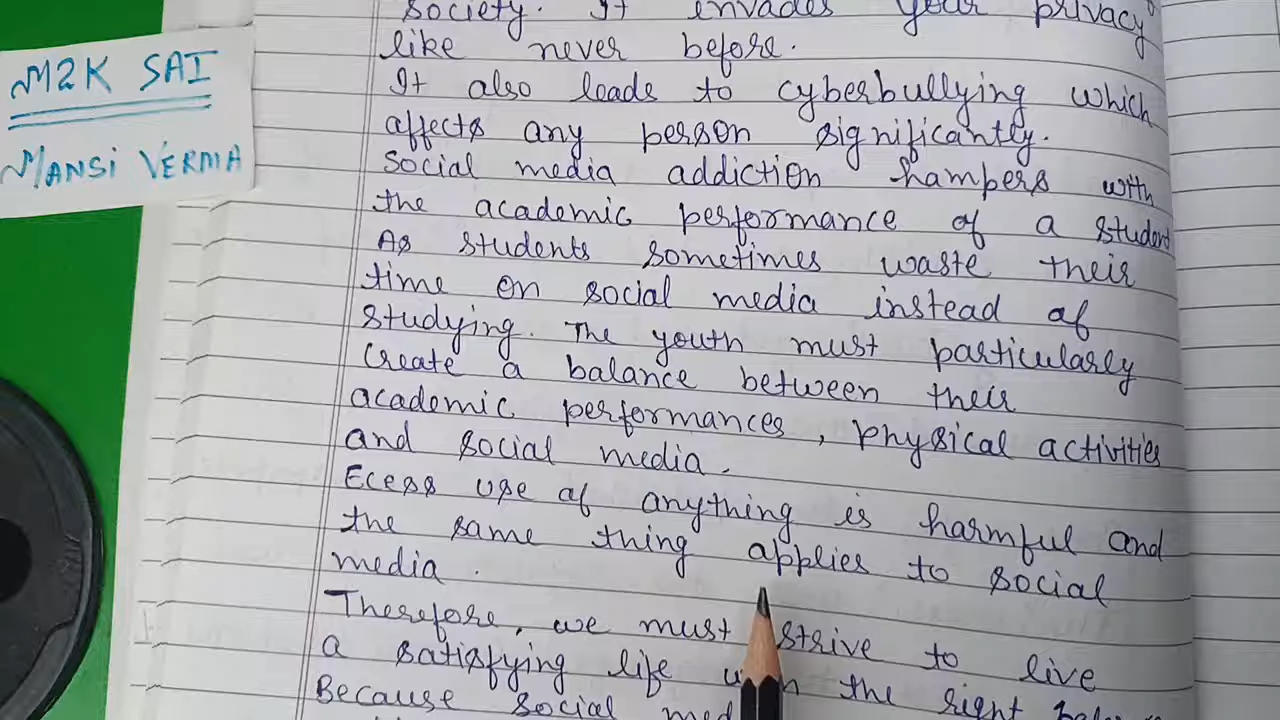 M2K SAI
MANSi VERMA
society. It invades your privacy
like never before.
It also leads to cyberbullying which
affects any person significantly.
Social media addiction hampers with
the academic performance of a student
As students sometimes waste their
time on social media instead of
studying. The youth must particularly
create a balance between their
academic performances, physical activities
and social media.
Ecess use of anything is harmful and
the same thing applies to social
media.
Therefore, we must strive to live
a satisfying life with the right
Because social